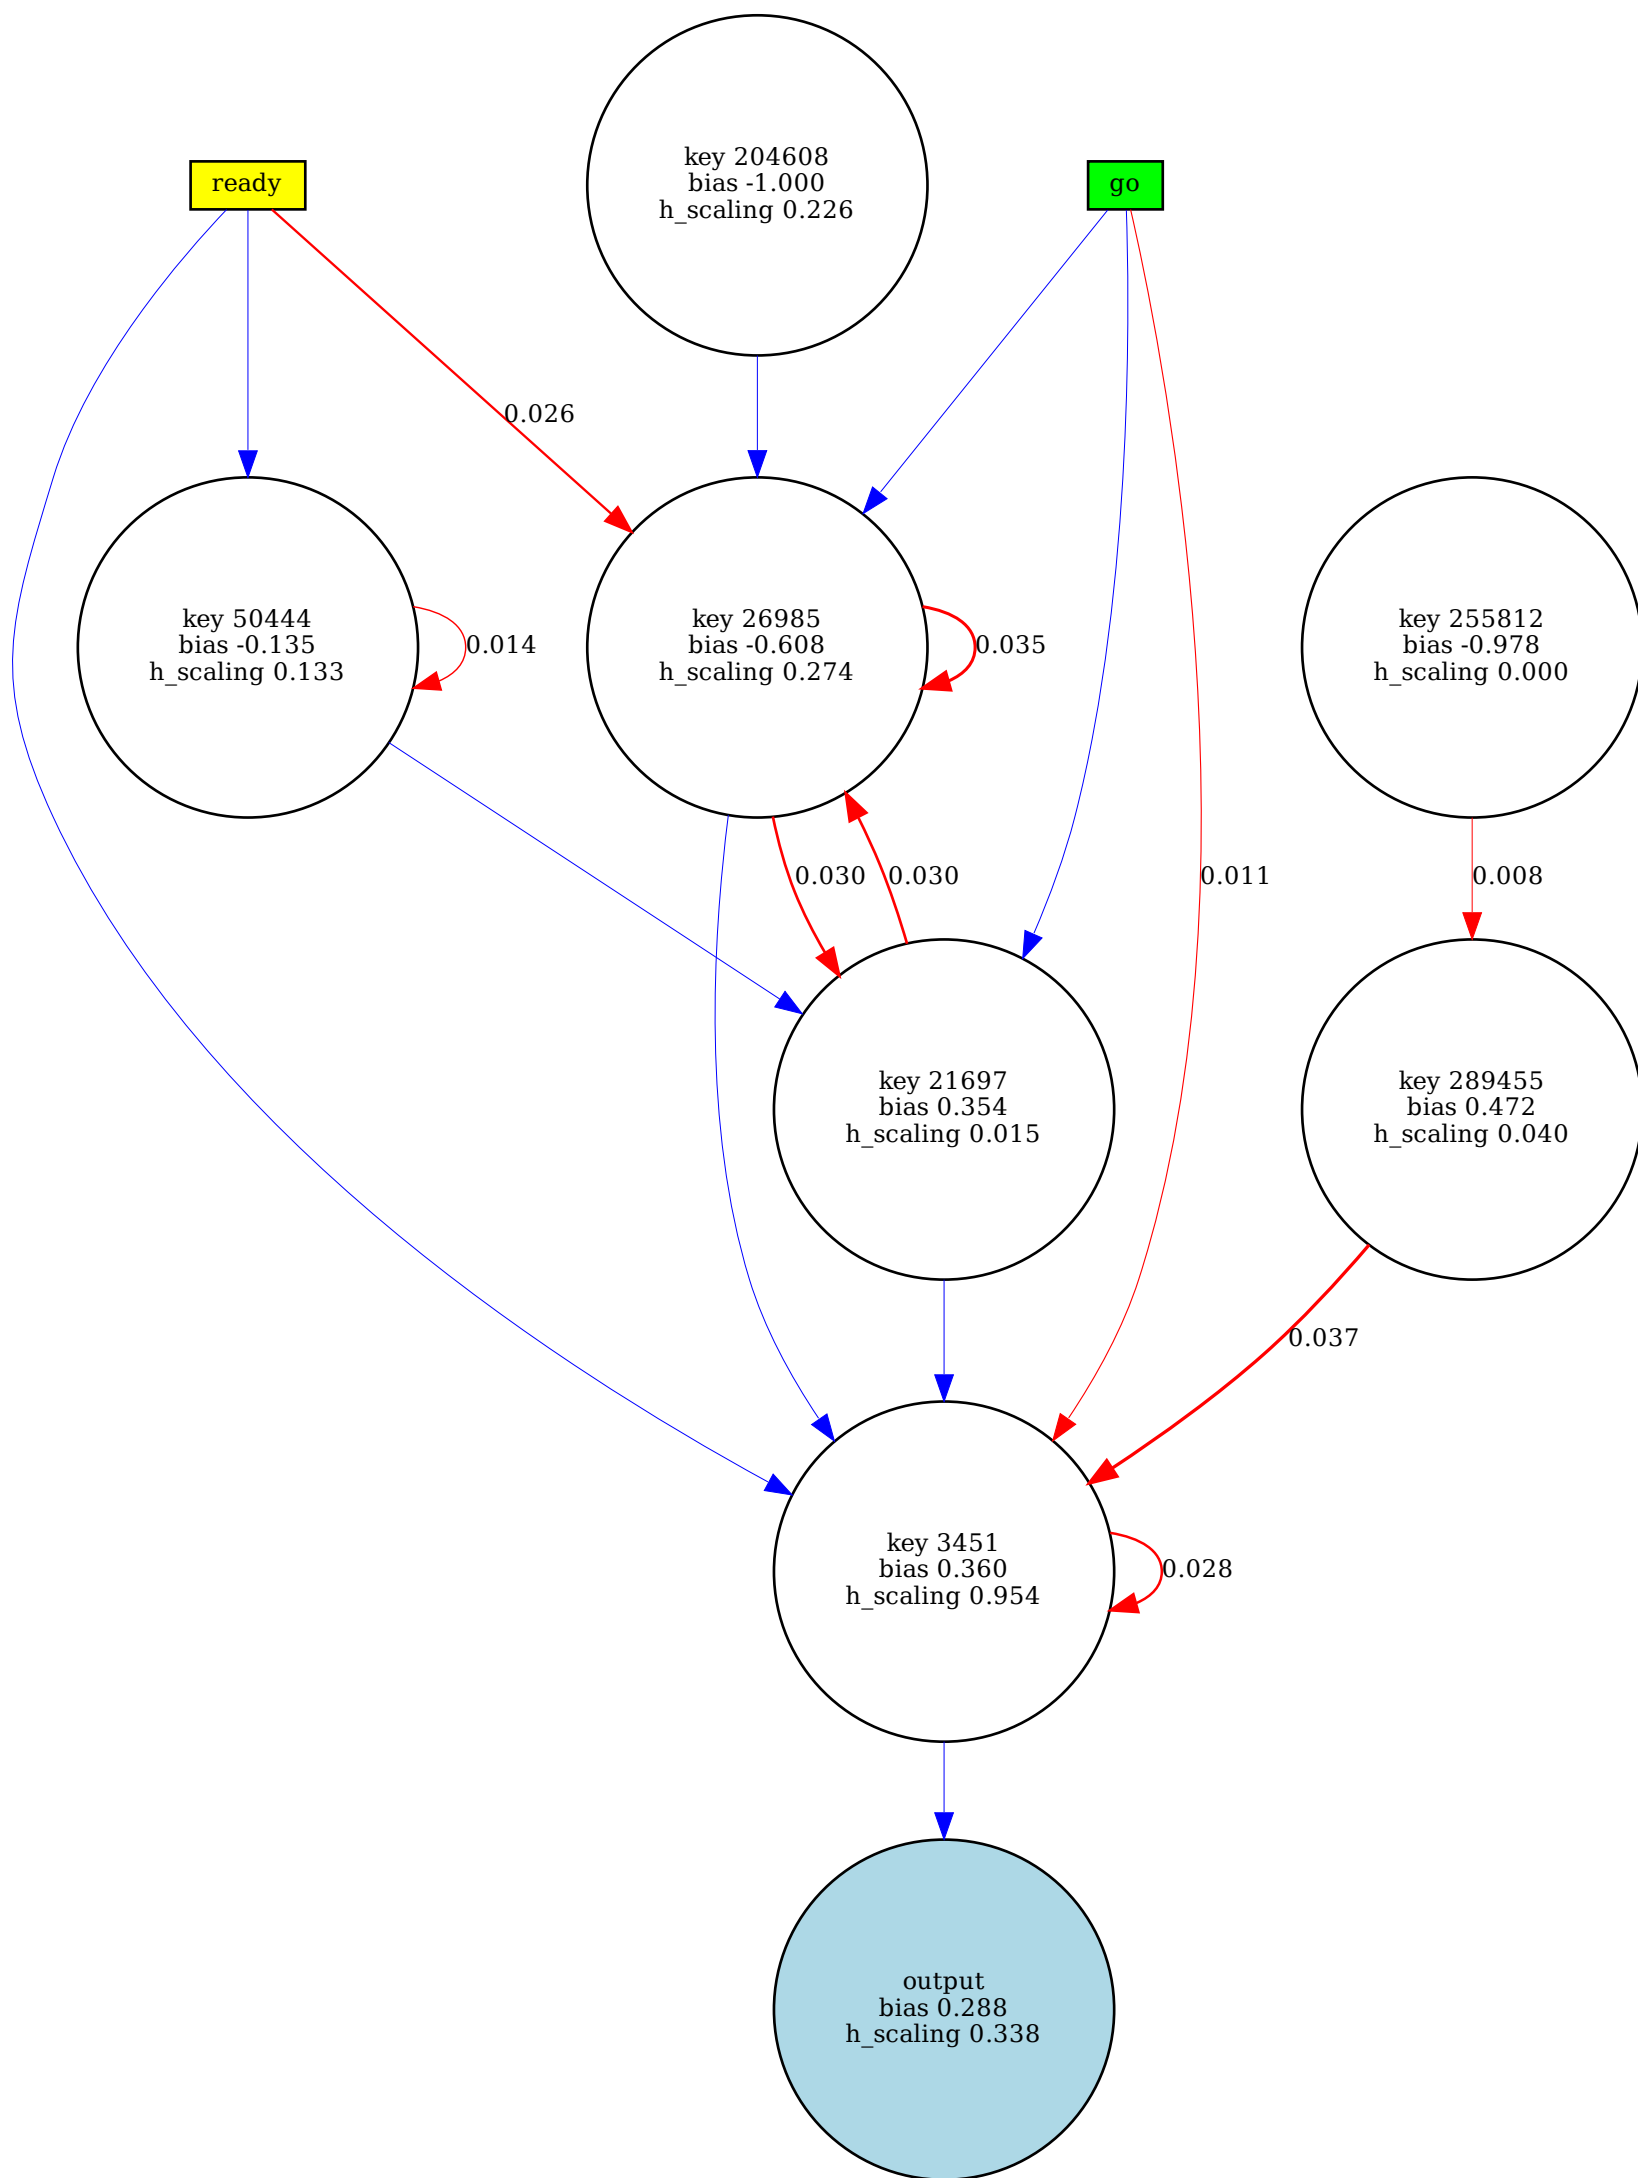 key 204608
bias -1.000
h_scaling 0.226
ready
go
0.026
key 50444
bias -0.135
h_scaling 0.133
0.014
key 26985
bias -0.608
h_scaling 0.274
0.035
key 255812
bias -0.978
h_scaling 0.000
0.030
0.030
0.011
0.008
key 21697
bias 0.354
h_scaling 0.015
key 289455
bias 0.472
h_scaling 0.040
0.037
key 3451
bias 0.360
h_scaling 0.954
0.028
output
bias 0.288
h_scaling 0.338